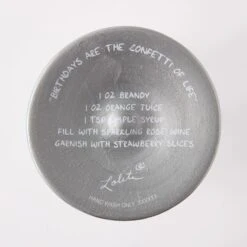 "BIRTHDAYS ARE THE CONFETTI OF LIFE"
1 OZ BRANDY
1 OZ ORANGE JUICE
1 TSP SIMPLE SYRUP
FILL WITH SPARKLING ROSÉ WINE
GARNISH WITH STRAWBERRY SLICES
Lolita®
HAND WASH ONLY